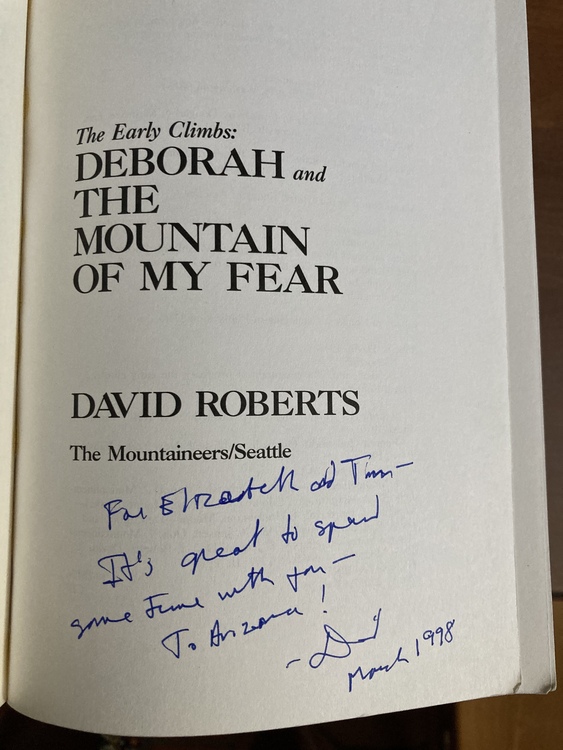 The Early Climbs:
DEBORAH and
THE
MOUNTAIN
OF MY FEAR
DAVID ROBERTS
The Mountaineers/Seattle
For Elizabeth and Tim—
It's great to spend
some time with you—
To Arizona!
- David
March 1998